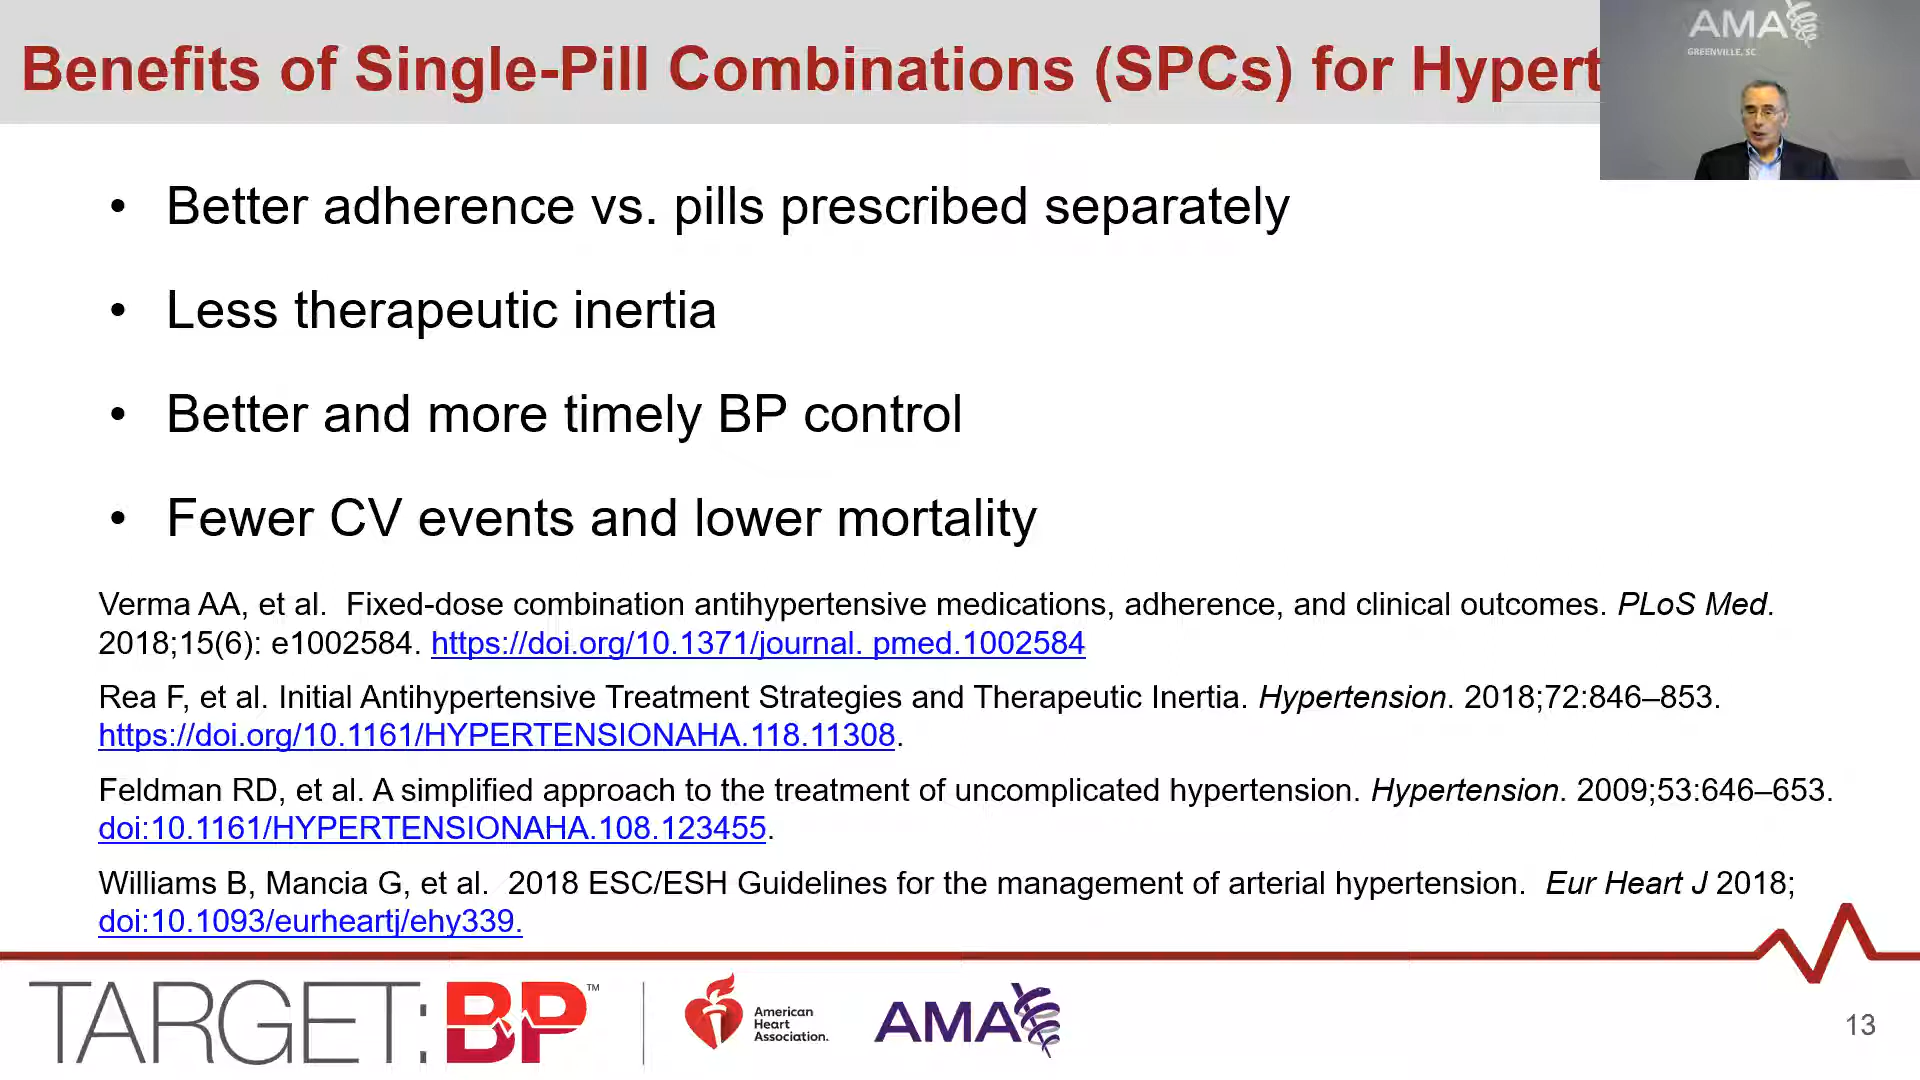 Benefits of Single-Pill Combinations (SPCs) for Hypert
AMA
GREENVILLE, SC
• Better adherence vs. pills prescribed separately
• Less therapeutic inertia
• Better and more timely BP control
• Fewer CV events and lower mortality
Verma AA, et al.  Fixed-dose combination antihypertensive medications, adherence, and clinical outcomes. PLoS Med.
2018;15(6): e1002584. https://doi.org/10.1371/journal. pmed.1002584
Rea F, et al. Initial Antihypertensive Treatment Strategies and Therapeutic Inertia. Hypertension. 2018;72:846–853.
https://doi.org/10.1161/HYPERTENSIONAHA.118.11308.
Feldman RD, et al. A simplified approach to the treatment of uncomplicated hypertension. Hypertension. 2009;53:646–653.
doi:10.1161/HYPERTENSIONAHA.108.123455.
Williams B, Mancia G, et al.  2018 ESC/ESH Guidelines for the management of arterial hypertension.  Eur Heart J 2018;
doi:10.1093/eurheartj/ehy339.
TARGET:BP™
American
Heart
Association.
AMA
13